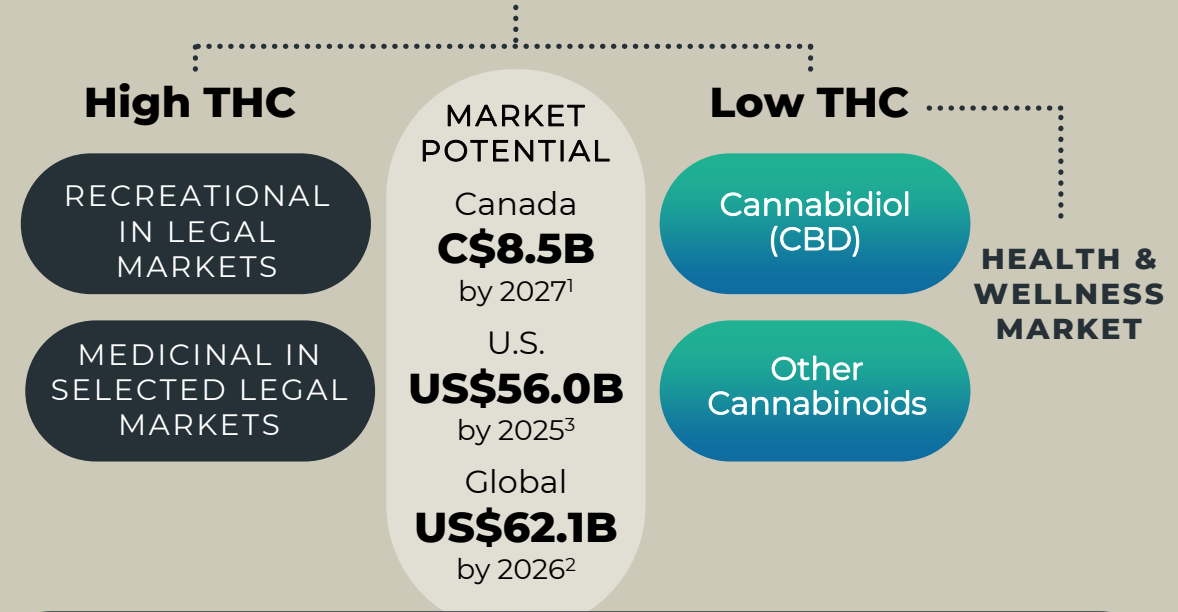 High THC
RECREATIONAL
IN LEGAL
MARKETS
MEDICINAL IN
SELECTED LEGAL
MARKETS
MARKET
POTENTIAL
Canada
C$8.5B
by 2027¹
U.S.
US$56.0B
by 2025³
Global
US$62.1B
by 2026²
Low THC
Cannabidiol
(CBD)
Other
Cannabinoids
HEALTH &
WELLNESS
MARKET